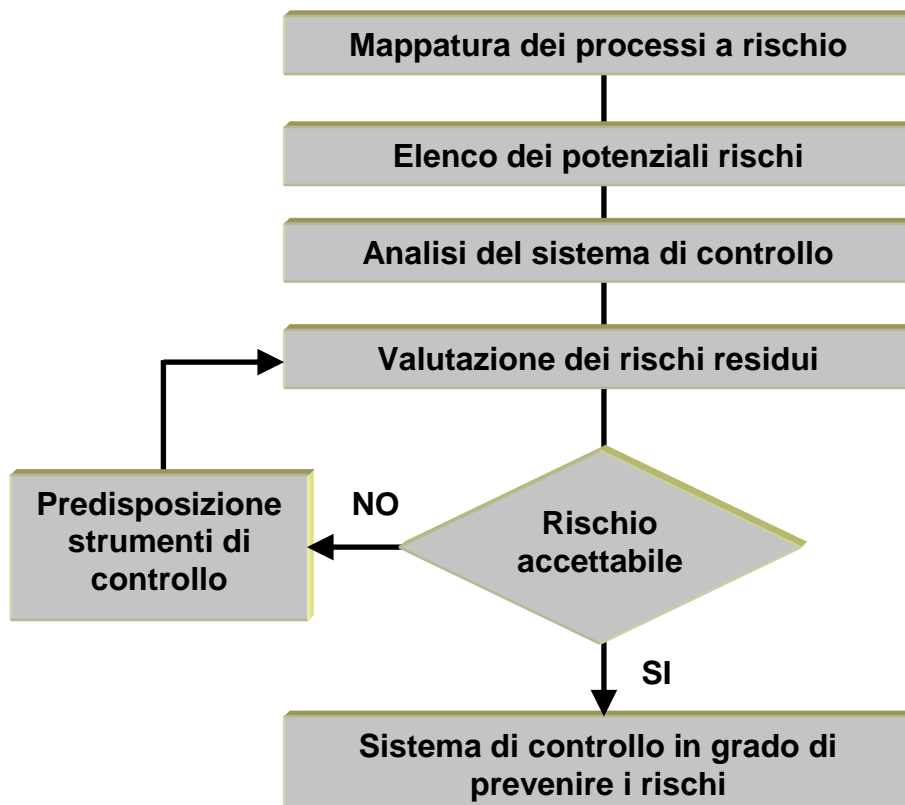 Mappatura dei processi a rischio
Elenco dei potenziali rischi
Analisi del sistema di controllo
Valutazione dei rischi residui
Predisposizione
strumenti di
controllo
NO
Rischio
accettabile
SI
Sistema di controllo in grado di
prevenire i rischi